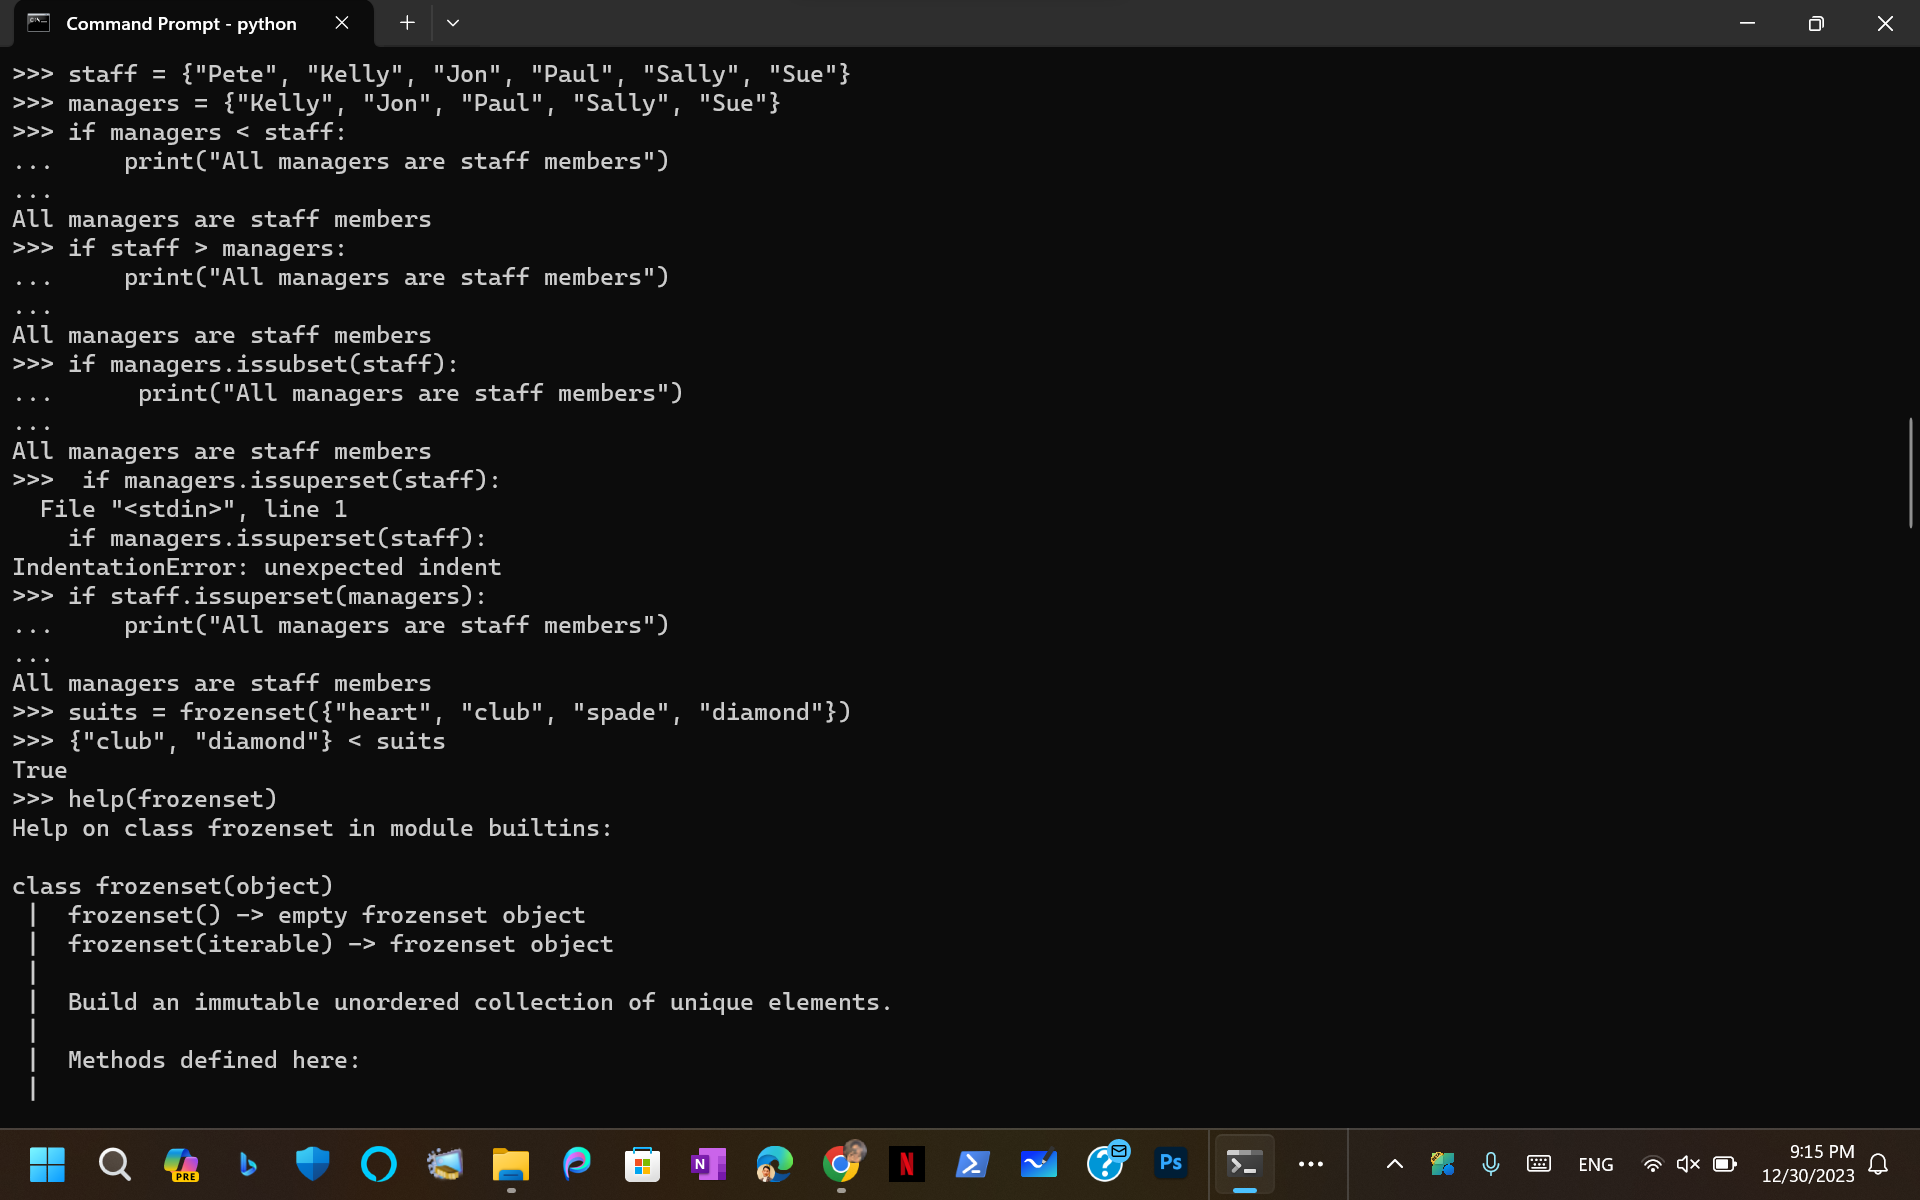 Command Prompt - python
>>> staff = {"Pete", "Kelly", "Jon", "Paul", "Sally", "Sue"}
>>> managers = {"Kelly", "Jon", "Paul", "Sally", "Sue"}
>>> if managers < staff:
...     print("All managers are staff members")
...
All managers are staff members
>>> if staff > managers:
...     print("All managers are staff members")
...
All managers are staff members
>>> if managers.issubset(staff):
...      print("All managers are staff members")
...
All managers are staff members
>>>  if managers.issuperset(staff):
  File "<stdin>", line 1
    if managers.issuperset(staff):
IndentationError: unexpected indent
>>> if staff.issuperset(managers):
...     print("All managers are staff members")
...
All managers are staff members
>>> suits = frozenset({"heart", "club", "spade", "diamond"})
>>> {"club", "diamond"} < suits
True
>>> help(frozenset)
Help on class frozenset in module builtins:

class frozenset(object)
 |  frozenset() -> empty frozenset object
 |  frozenset(iterable) -> frozenset object
 |
 |  Build an immutable unordered collection of unique elements.
 |
 |  Methods defined here:
 |
PRE
N
N
Ps
ENG
9:15 PM
12/30/2023